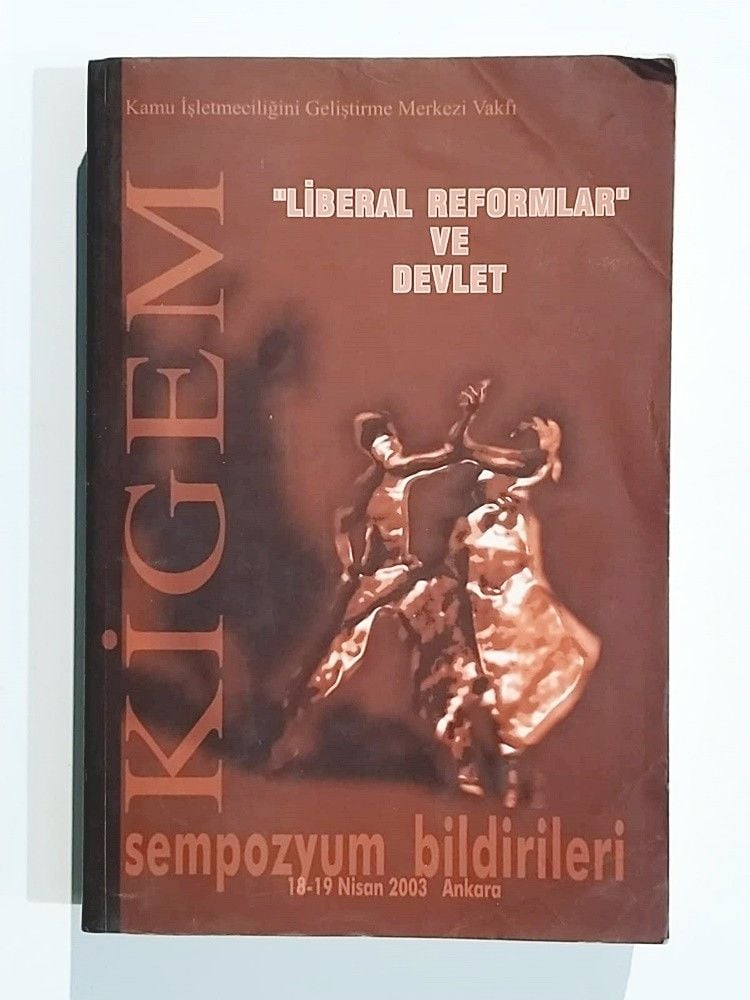 Kamu İşletmeciliğini Geliştirme Merkezi Vakfı
"LİBERAL REFORMLAR"
VE
DEVLET
KİGEM
sempozyum bildirileri
18-19 Nisan 2003 Ankara